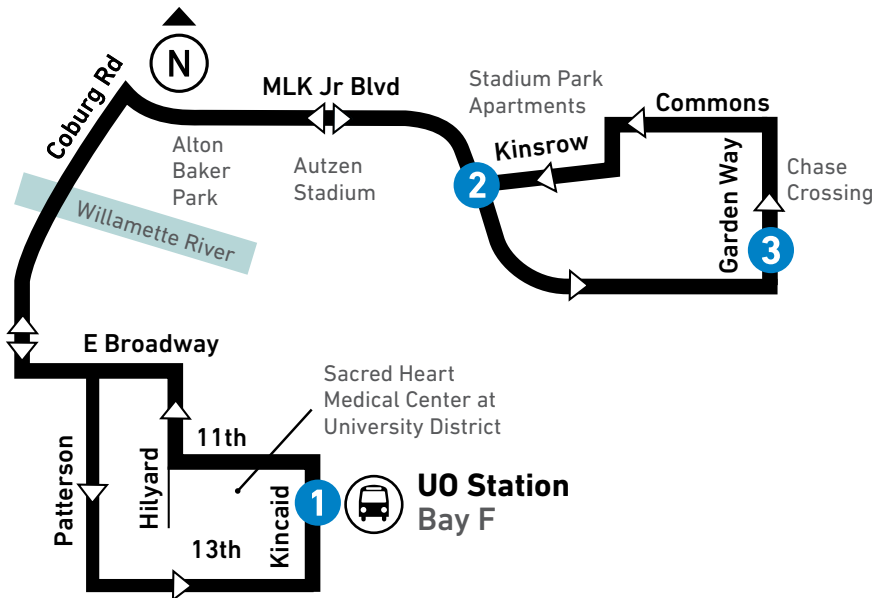 N
Coburg Rd
MLK Jr Blvd
Stadium Park
Apartments
Commons
Kinsrow
Alton
Baker
Park
Autzen
Stadium
2
Garden Way
Chase
Crossing
3
Willamette River
E Broadway
Sacred Heart
Medical Center at
University District
11th
Patterson
Hilyard
Kincaid
1
UO Station
Bay F
13th